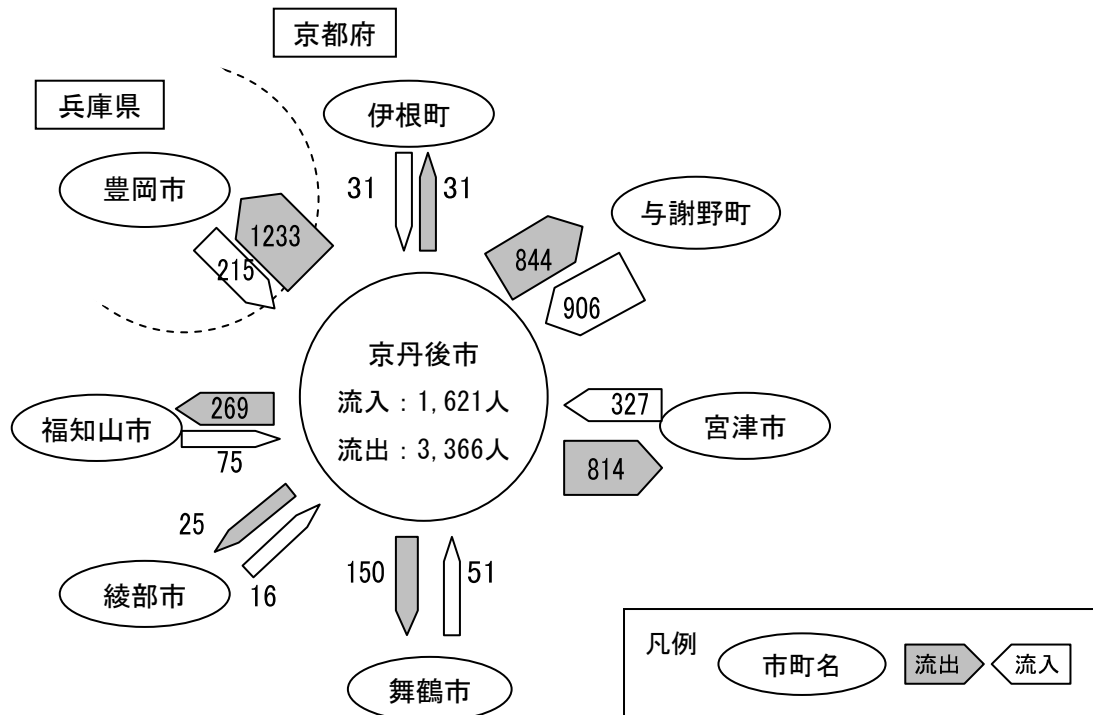 京都府
兵庫県
伊根町
豊岡市
31
31
与謝野町
1233
215
844
906
京丹後市
流入：1,621人
流出：3,366人
269
福知山市
75
327
宮津市
814
25
16
綾部市
150
51
舞鶴市
凡例
市町名
流出
流入